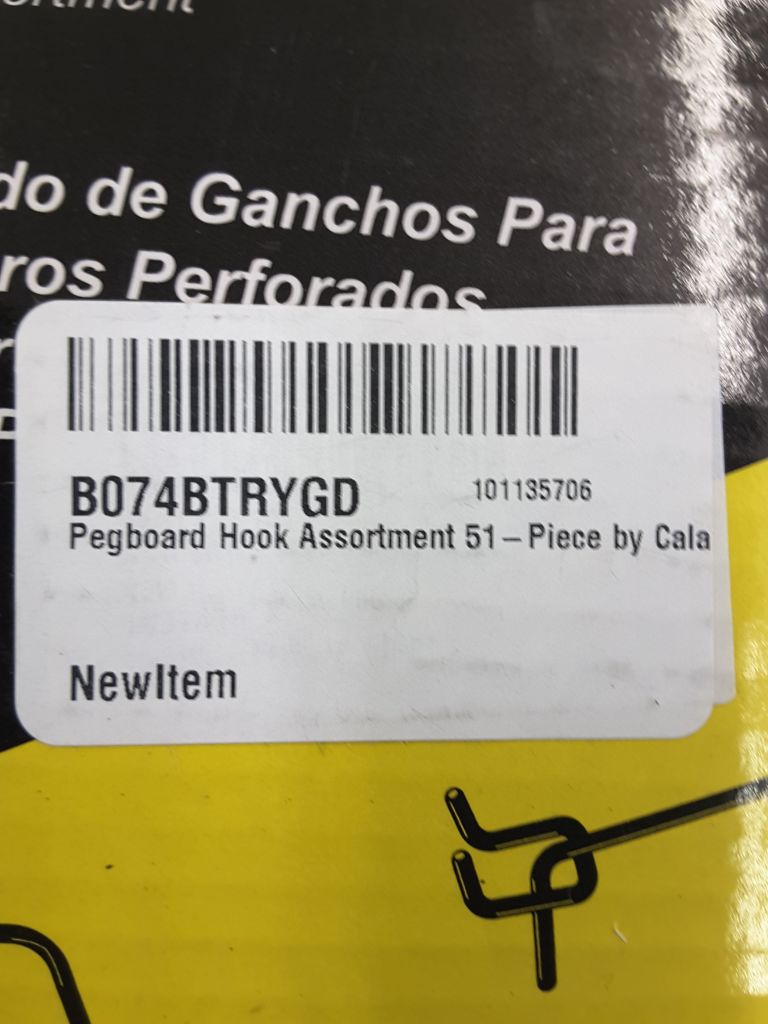 do de Ganchos Para
ros Perforados
B074BTRYGD
101135706
Pegboard Hook Assortment 51-Piece by Cala
NewItem